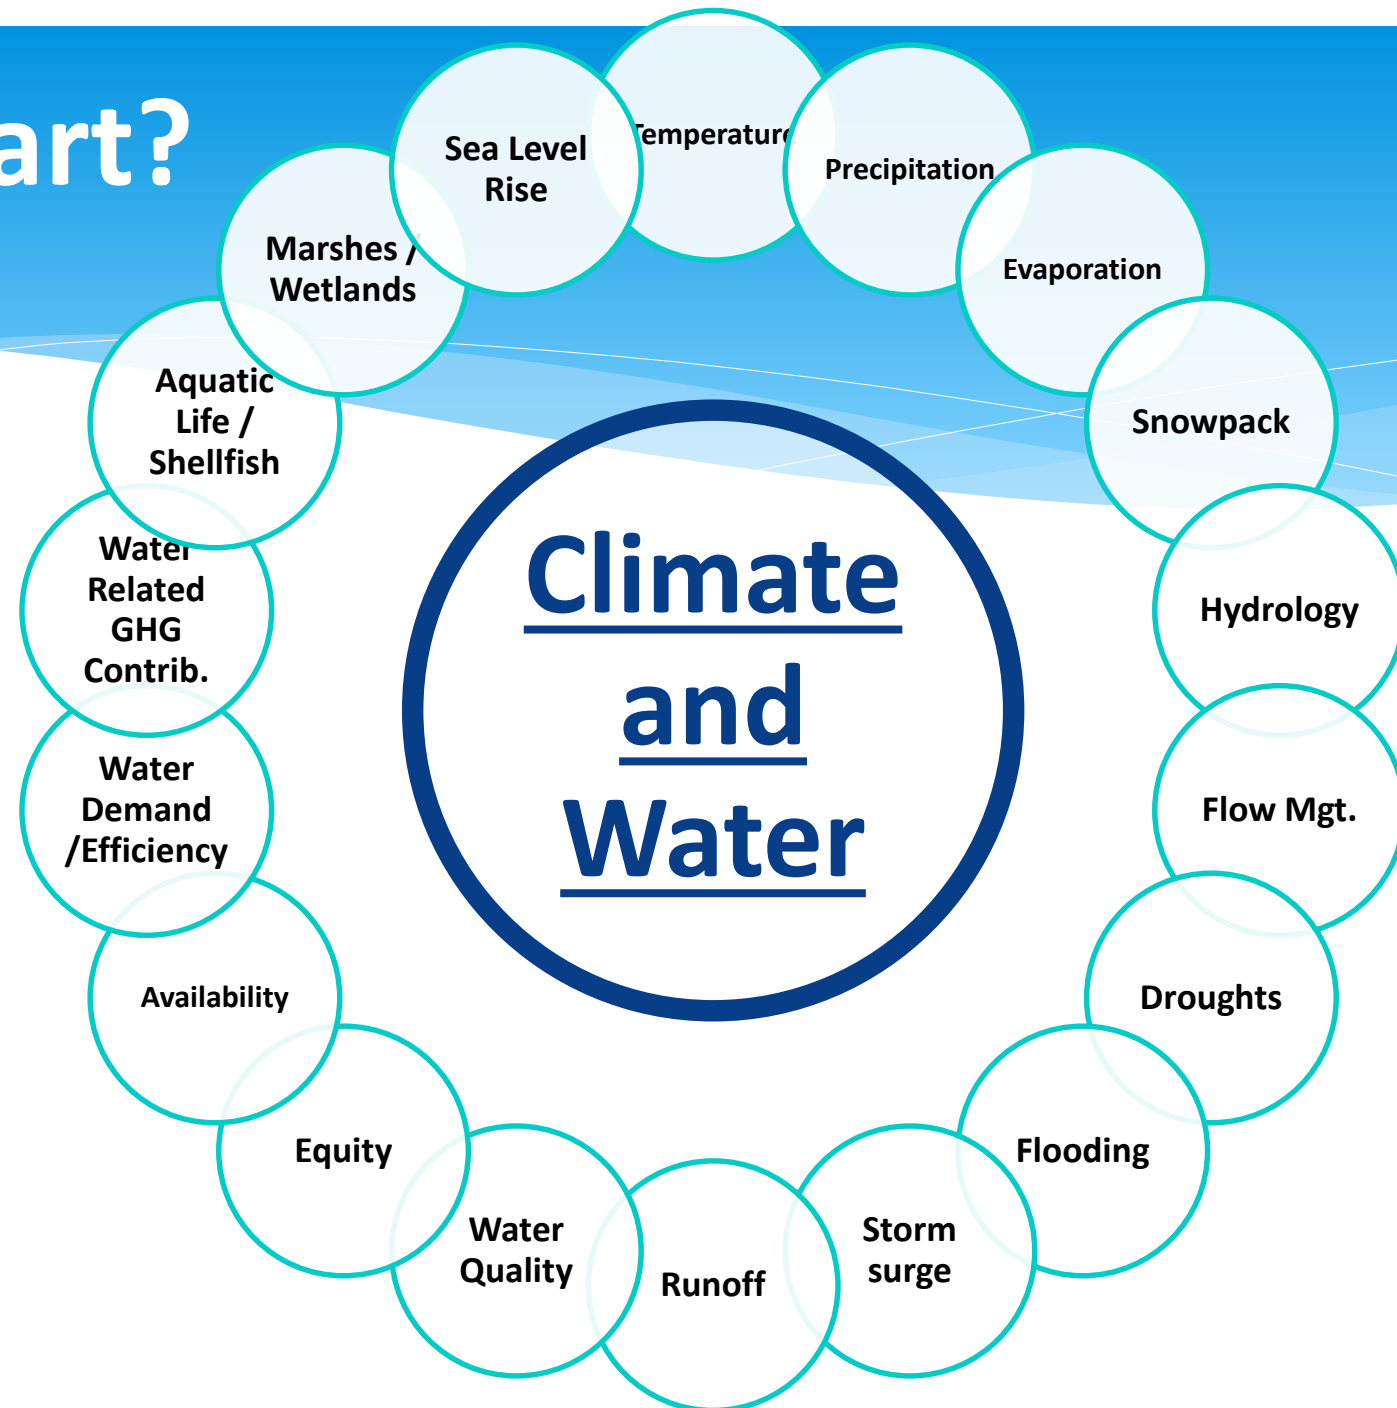 art?
Temperature
Precipitation
Evaporation
Snowpack
Hydrology
Flow Mgt.
Droughts
Flooding
Storm
surge
Runoff
Water
Quality
Equity
Availability
Water
Demand
/Efficiency
Water
Related
GHG
Contrib.
Aquatic
Life /
Shellfish
Marshes /
Wetlands
Sea Level
Rise
Climate
and
Water